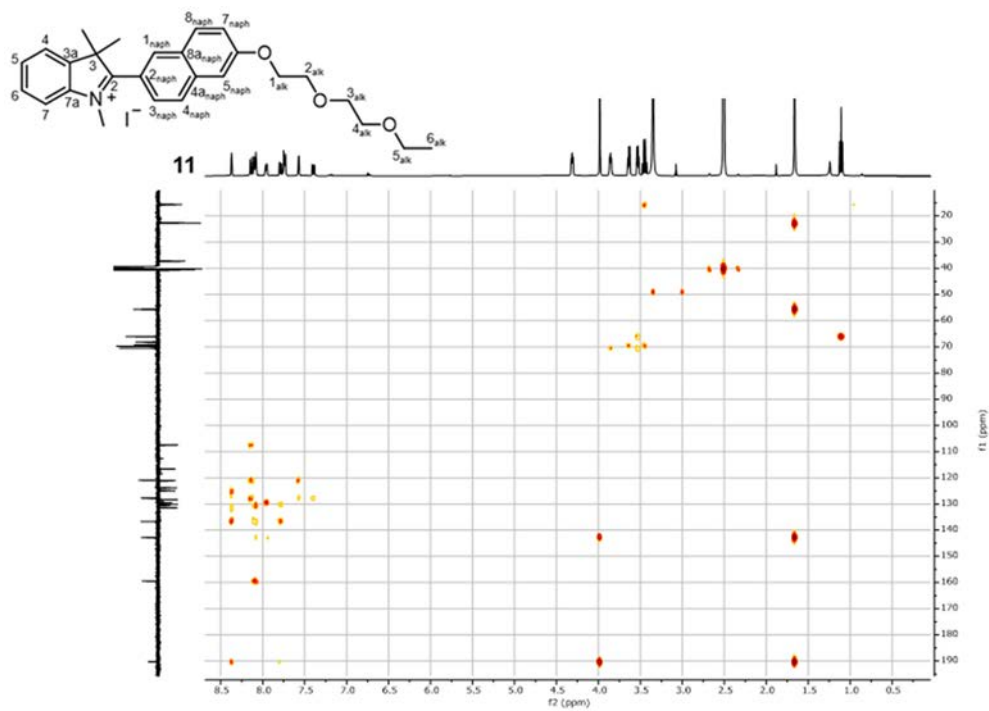 8naph 7naph
4 1naph
5 3a 3 8anaph O 2alk
6 7a 2 2naph 4anaph 5naph 1alk O 3alk
7 N + 3naph 4naph 4alk O 6alk
I− 5alk
11
20
30
40
50
60
70
80
90
100
110
120
130
140
150
160
170
180
190
f1 (ppm)
8.5 8.0 7.5 7.0 6.5 6.0 5.5 5.0 4.5 4.0 3.5 3.0 2.5 2.0 1.5 1.0 0.5
f2 (ppm)